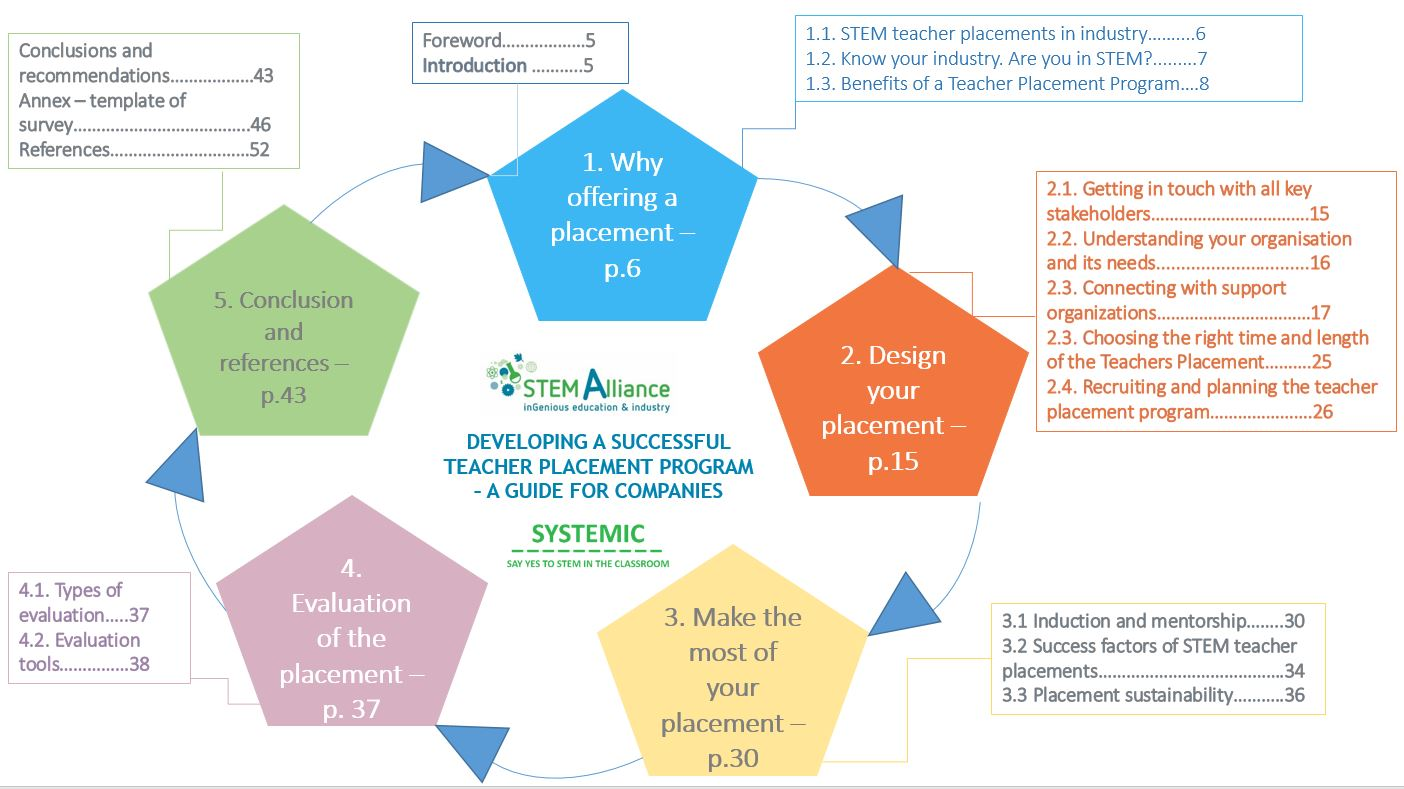 Foreword..................5
Introduction ...........5
1. Why
offering a
placement –
p.6
1.1. STEM teacher placements in industry..........6
1.2. Know your industry. Are you in STEM?.........7
1.3. Benefits of a Teacher Placement Program....8
2. Design
your
placement –
p.15
2.1. Getting in touch with all key
stakeholders..................................15
2.2. Understanding your organisation
and its needs.................................16
2.3. Connecting with support
organizations.................................17
2.3. Choosing the right time and length
of the Teachers Placement..........25
2.4. Recruiting and planning the teacher
placement program......................26
3. Make the
most of
your
placement –
p.30
3.1 Induction and mentorship........30
3.2 Success factors of STEM teacher
placements.......................................34
3.3 Placement sustainability...........36
4.
Evaluation
of the
placement –
p. 37
4.1. Types of
evaluation.....37
4.2. Evaluation
tools...............38
5. Conclusion
and
references –
p.43
Conclusions and
recommendations..................43
Annex – template of
survey......................................46
References..............................52
STEM Alliance
inGenious education & industry
DEVELOPING A SUCCESSFUL
TEACHER PLACEMENT PROGRAM
– A GUIDE FOR COMPANIES
SYSTEMIC
SAY YES TO STEM IN THE CLASSROOM